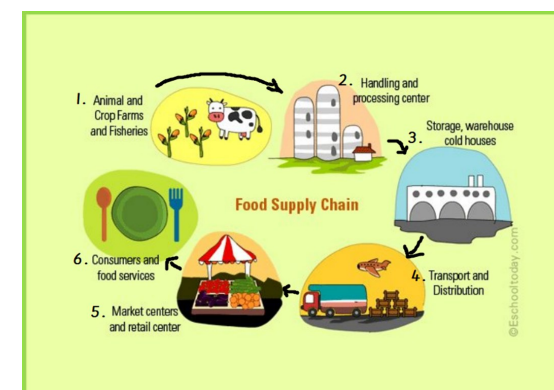 1. Animal and
Crop Farms
and Fisheries
2. Handling and
processing center
3. Storage, warehouse
cold houses
Food Supply Chain
4. Transport and
Distribution
5. Market centers
and retail center
6. Consumers and
food services
©Eschooltoday.com